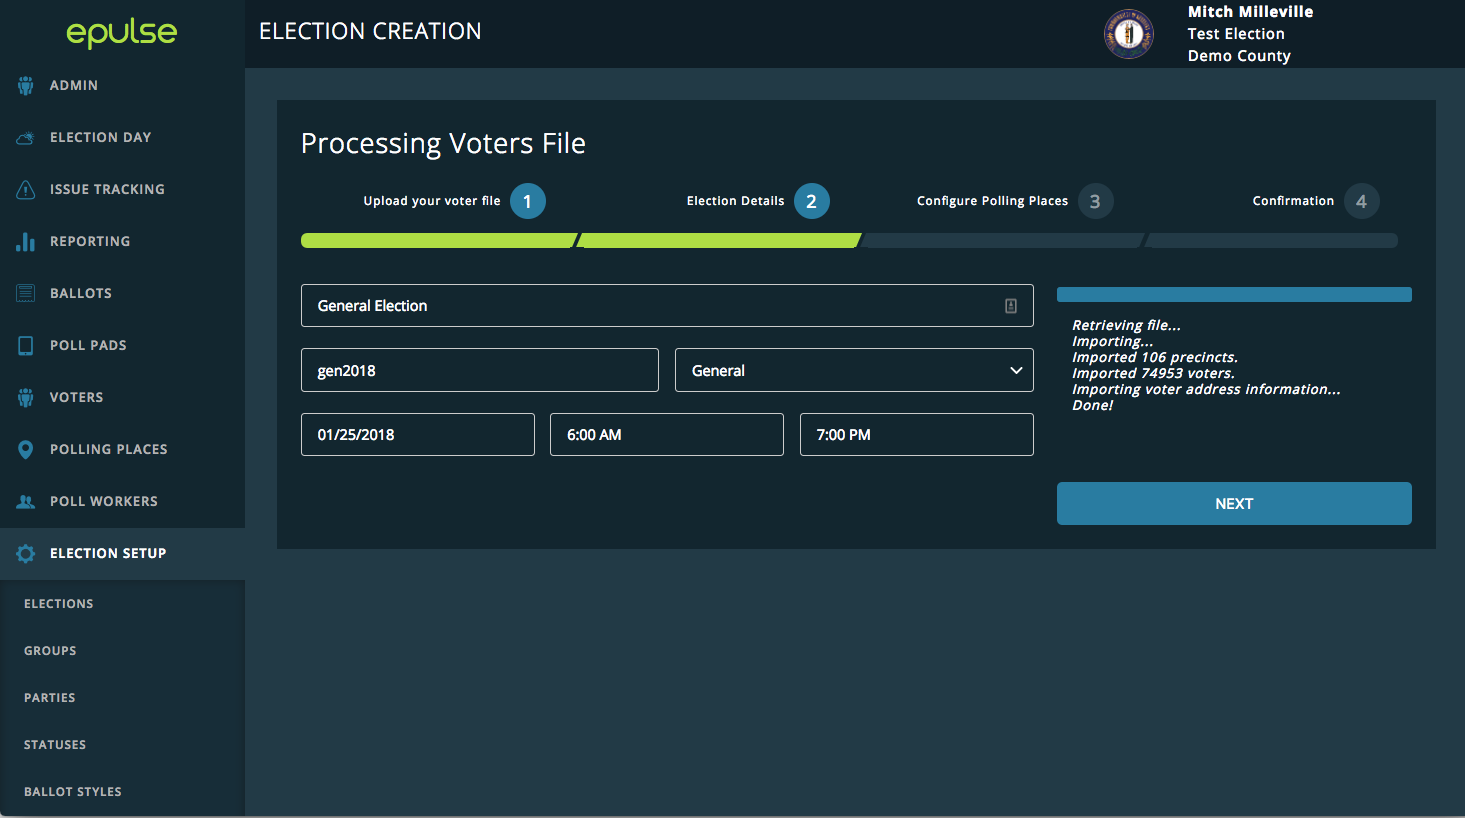 epulse
ELECTION CREATION
Mitch Milleville
Test Election
Demo County
ADMIN
ELECTION DAY
ISSUE TRACKING
REPORTING
BALLOTS
POLL PADS
VOTERS
POLLING PLACES
POLL WORKERS
ELECTION SETUP
ELECTIONS
GROUPS
PARTIES
STATUSES
BALLOT STYLES
Processing Voters File
Upload your voter file 1
Election Details 2
Configure Polling Places 3
Confirmation 4
General Election
gen2018
General
01/25/2018
6:00 AM
7:00 PM
Retrieving file...
Importing...
Imported 106 precincts.
Imported 74953 voters.
Importing voter address information...
Done!
NEXT